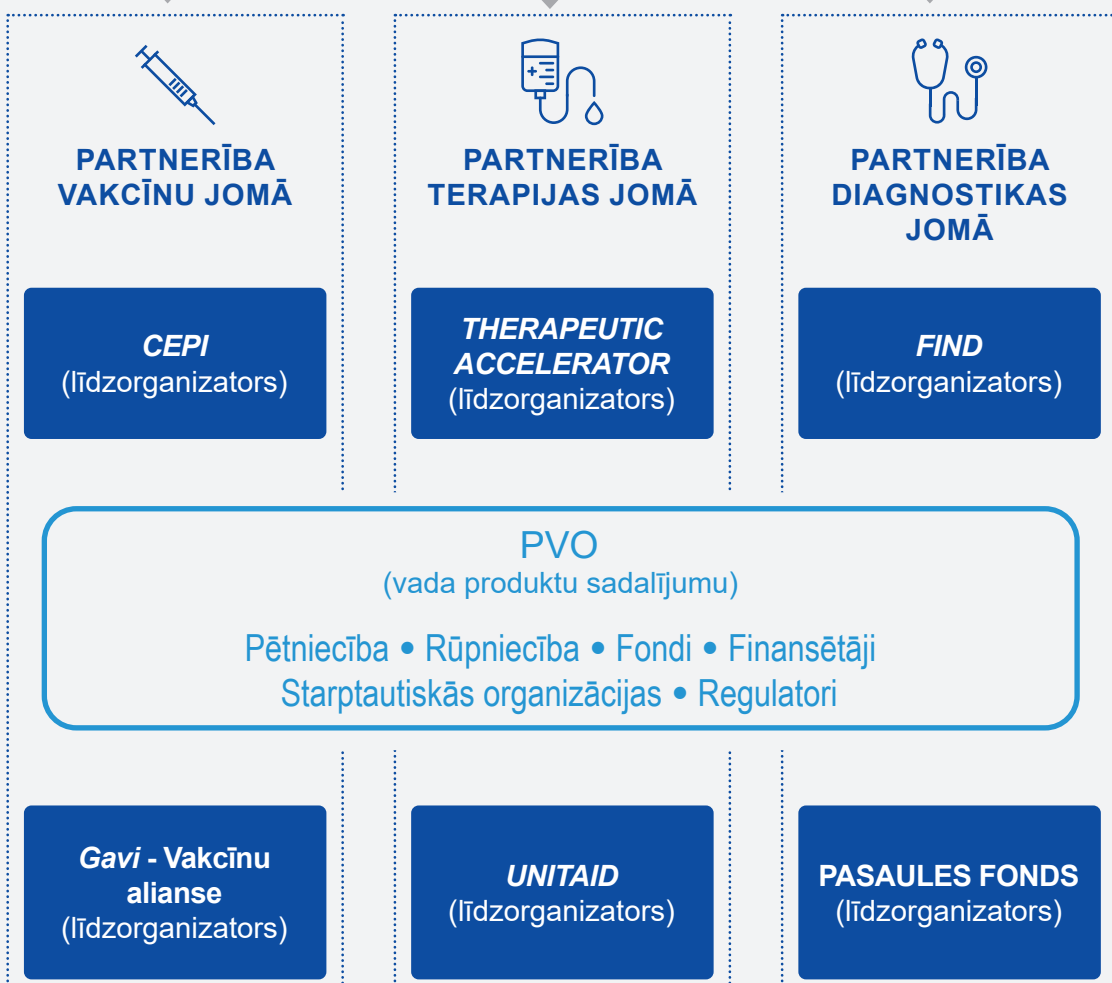 PARTNERĪBA
VAKCĪNU JOMĀ
PARTNERĪBA
TERAPIJAS JOMĀ
PARTNERĪBA
DIAGNOSTIKAS
JOMĀ
CEPI
(līdzorganizators)
THERAPEUTIC
ACCELERATOR
(līdzorganizators)
FIND
(līdzorganizators)
PVO
(vada produktu sadalījumu)
Pētniecība • Rūpniecība • Fondi • Finansētāji
Starptautiskās organizācijas • Regulatori
Gavi - Vakcīnu
alianse
(līdzorganizators)
UNITAID
(līdzorganizators)
PASAULES FONDS
(līdzorganizators)